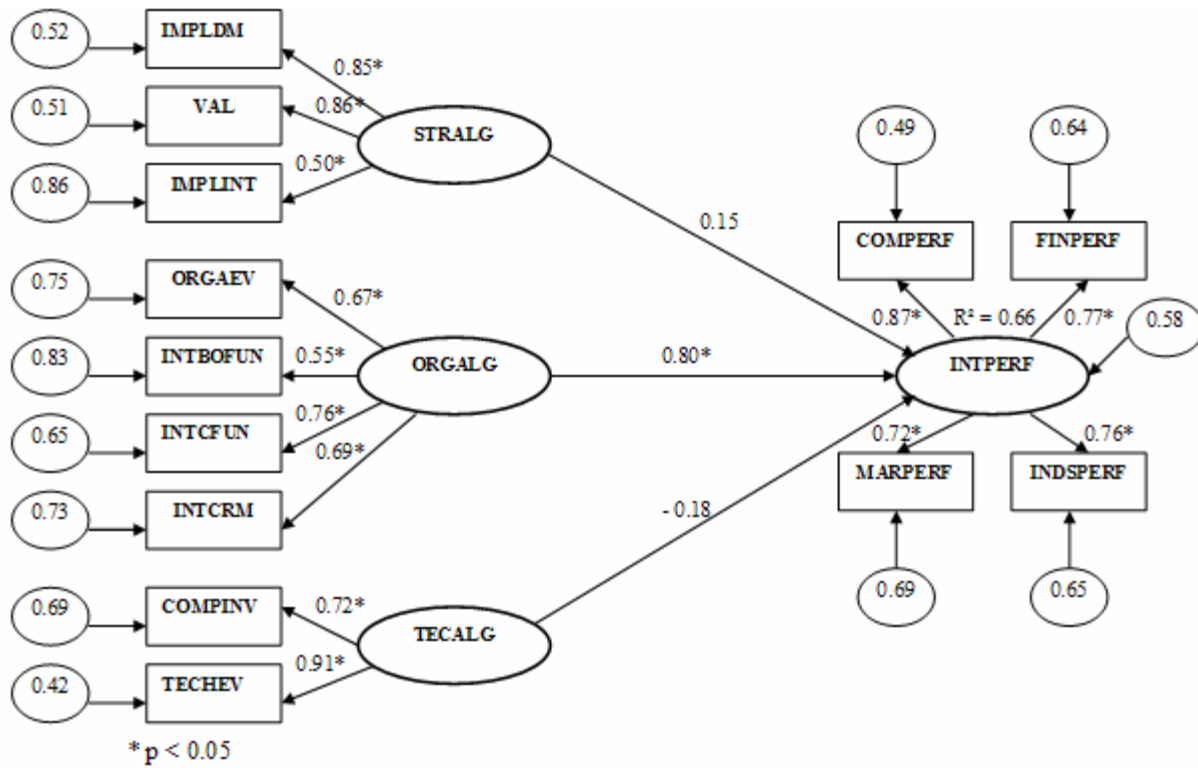 0.52
IMPLDM
0.85*
0.51
VAL
0.86*
STRALG
0.86
IMPLINT
0.50*
0.15
0.49
0.64
COMPERF
FINPERF
0.75
ORGAEV
0.67*
0.83
INTBOFUN
0.55*
ORGALG
0.80*
0.65
INTCFUN
0.76*
0.73
INTCRM
0.69*
0.87*
R² = 0.66
0.77*
0.58
INTPERF
0.72*
0.76*
MARPERF
INDSPERF
0.69
0.65
- 0.18
0.69
COMPINV
0.72*
TECALG
0.42
TECHEV
0.91*
* p < 0.05